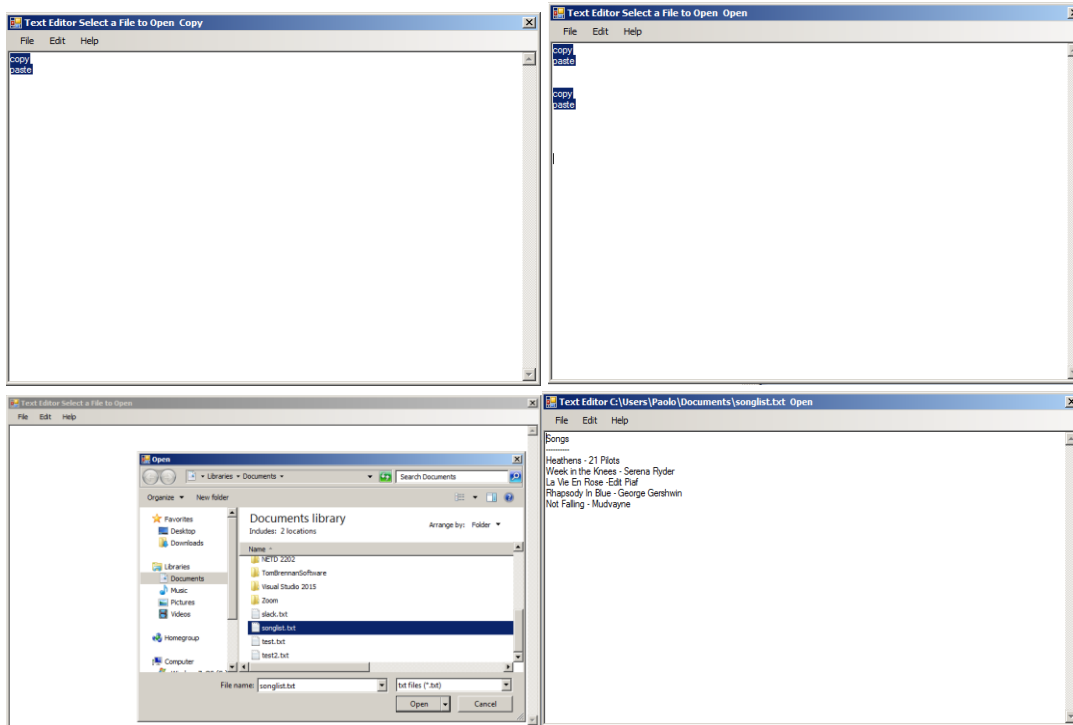 Text Editor Select a File to Open Copy
File Edit Help
copy
paste
Text Editor Select a File to Open Open
File Edit Help
copy
paste
copy
paste
Text Editor Select a File to Open
File Edit Help
Open
Libraries Documents
Search Documents
Organize New folder
Favorites
Desktop
Downloads
Libraries
Documents
Music
Pictures
Videos
Homegroup
Computer
Documents library
Includes: 2 locations
Arrange by: Folder
Name
NETD 2202
TomBrennanSoftware
Visual Studio 2015
Zoom
slack.txt
songlist.txt
test.txt
test2.txt
File name: songlist.txt
txt files (*.txt)
Open Cancel
Text Editor C:\Users\Paolo\Documents\songlist.txt Open
File Edit Help
Songs
----------
Heathens - 21 Pilots
Week in the Knees - Serena Ryder
La Vie En Rose -Edit Piaf
Rhapsody In Blue - George Gershwin
Not Falling - Mudvayne